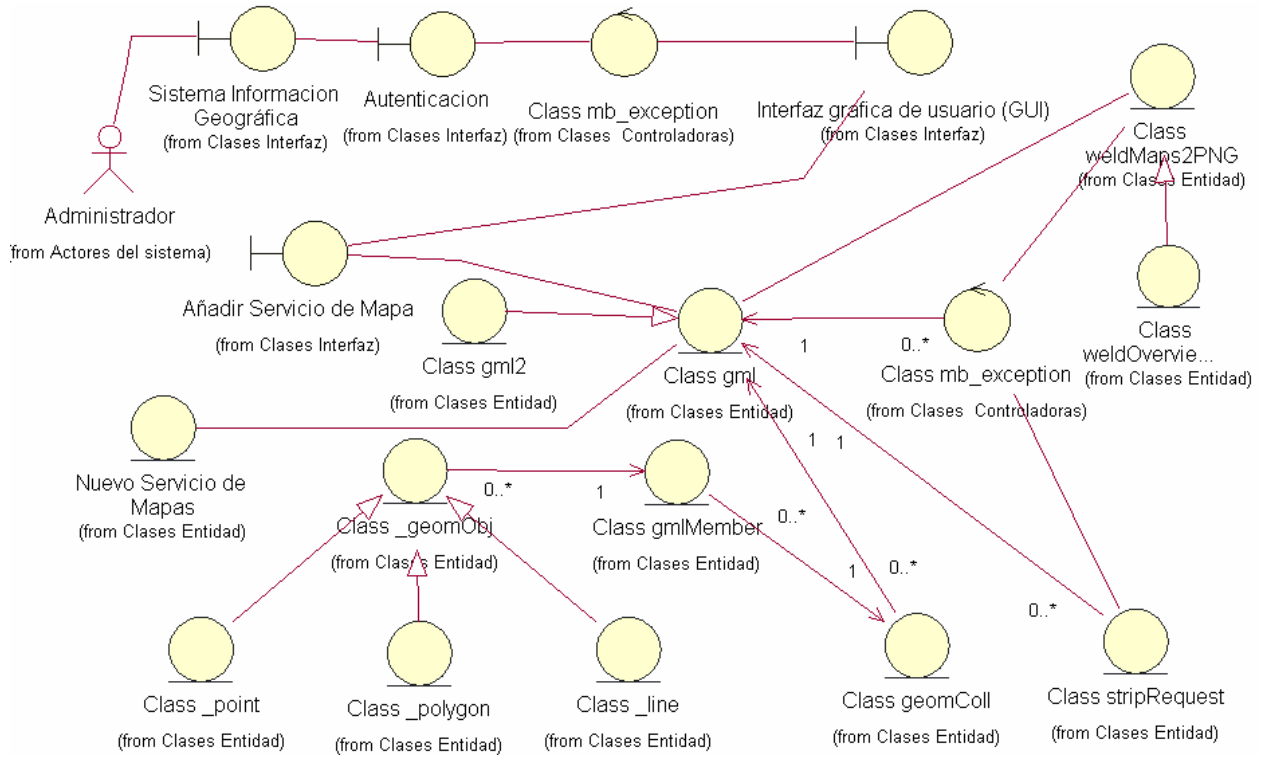 Sistema Informacion
Geográfica
(from Clases Interfaz)
Autenticacion
(from Clases Interfaz)
Class mb_exception
(from Clases Controladoras)
Interfaz gráfica de usuario (GUI)
(from Clases Interfaz)
Class
weldMaps2PNG
(from Clases Entidad)
Administrador
(from Actores del sistema)
Añadir Servicio de Mapa
(from Clases Interfaz)
Class gml2
(from Clases Entidad)
Class gml
(from Clases Entidad)
1
0..*
Class mb_exception
(from Clases Controladoras)
Class
weldOvervie...
(from Clases Entidad)
Nuevo Servicio de
Mapas
(from Clases Entidad)
Class _geomObj
(from Clases Entidad)
0..*
1
Class gmlMember
(from Clases Entidad)
1
1
0..*
1
0..*
0..*
Class _point
(from Clases Entidad)
Class _polygon
(from Clases Entidad)
Class _line
(from Clases Entidad)
Class geomColl
(from Clases Entidad)
Class stripRequest
(from Clases Entidad)